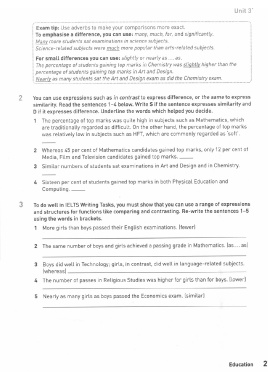 Unit 3
Exam tip: Use adverbs to make your comparisons more exact.
To emphasise a difference, you can use: many, much, far, and significantly.
Many more students sat examinations in science subjects.
Science-related subjects were much more popular than arts-related subjects.
For small differences you can use: slightly or nearly as ... as.
The percentage of students gaining top marks in Chemistry was slightly higher than the
percentage of students gaining top marks in Art and Design.
Nearly as many students sat the Art and Design exam as did the Chemistry exam.
2 You can use expressions such as in contrast to express difference, or the same way to express
similarity. Read the sentences 1–4 below. Write S if the sentence expresses similarity and
D if it expresses difference. Underline the words which helped you decide.
1 The percentage of top marks was quite high in subjects such as Mathematics, which
are traditionally regarded as difficult. On the other hand, the percentage of top marks
was relatively low in subjects such as which are commonly regarded as 'soft'.
2 Whereas 45 per cent of Mathematics candidates gained top marks, only 12 per cent of
Media, Film and Television candidates gained top marks.
3 Similar numbers of students sat examinations in Art and Design and in Chemistry.
4 Sixteen per cent of students gained top marks in both Physical Education and
Computing.
3 To do well in IELTS Writing Tasks, you must show that you can use a range of expressions
and structures for functions like comparing and contrasting. Re-write the sentences 1–5
using the words in brackets.
1 More girls than boys passed their English examinations. (fewer)
2 The same number of boys and girls achieved a passing grade in Mathematics. (as ... as)
3 Boys did well in Technology; girls, in contrast, did well in language-related subjects.
(whereas)
4 The number of passes in Religious Studies was higher for girls than for boys. (lower)
5 Nearly as many girls as boys passed the Economics exam. (similar)
Education 2